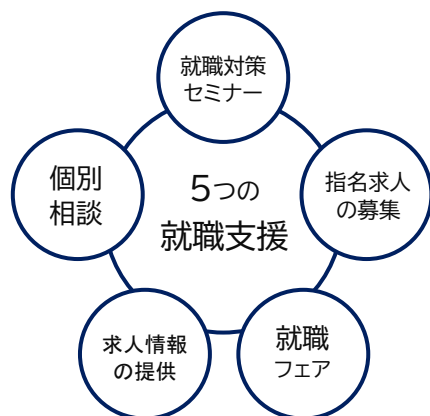 就職対策
セミナー
個別
相談
5つの
就職支援
指名求人
の募集
求人情報
の提供
就職
フェア